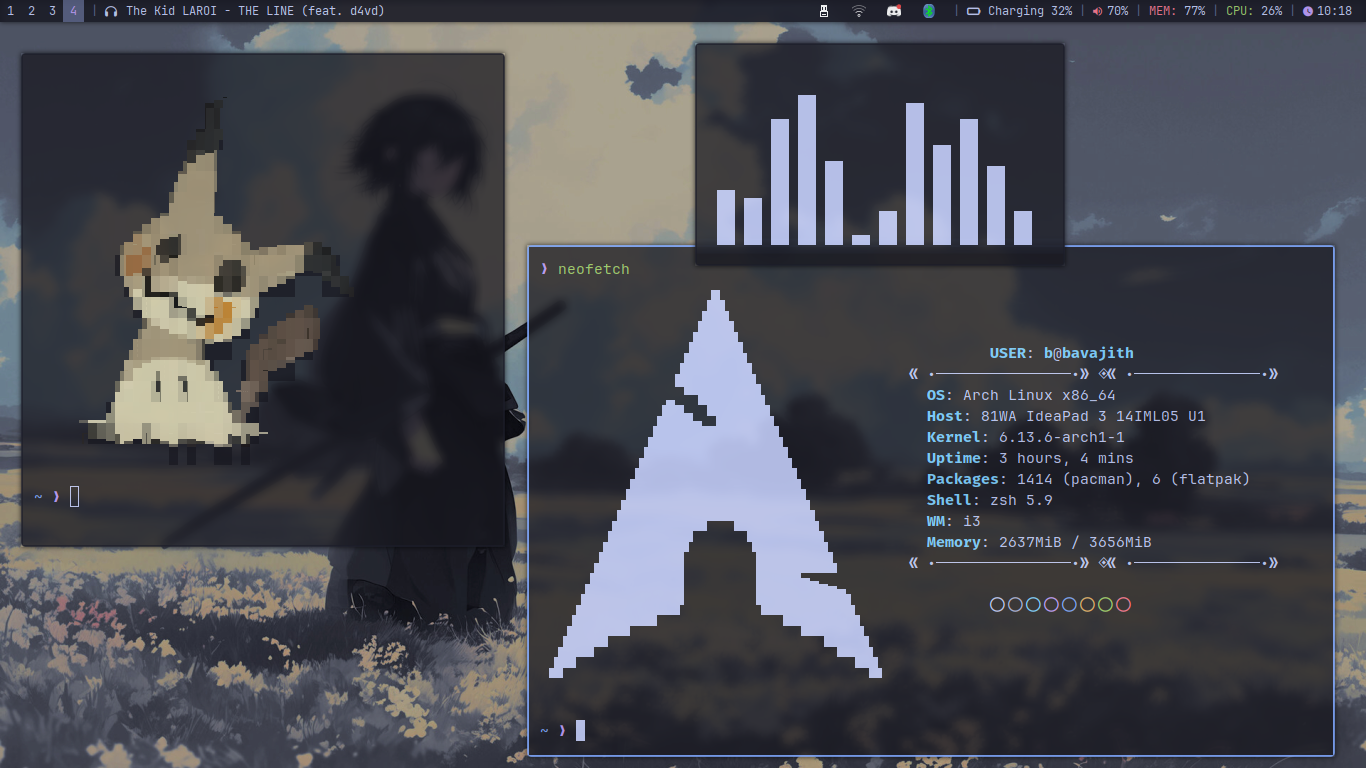 1 2 3 4 | The Kid LAROI - THE LINE (feat. d4vd) | Charging 32% | 70% | MEM: 77% | CPU: 26% | 10:18
❯ neofetch
USER: b@bavajith
OS: Arch Linux x86_64
Host: 81WA IdeaPad 3 14IML05 U1
Kernel: 6.13.6-arch1-1
Uptime: 3 hours, 4 mins
Packages: 1414 (pacman), 6 (flatpak)
Shell: zsh 5.9
WM: i3
Memory: 2637MiB / 3656MiB
~ ❯
~ ❯